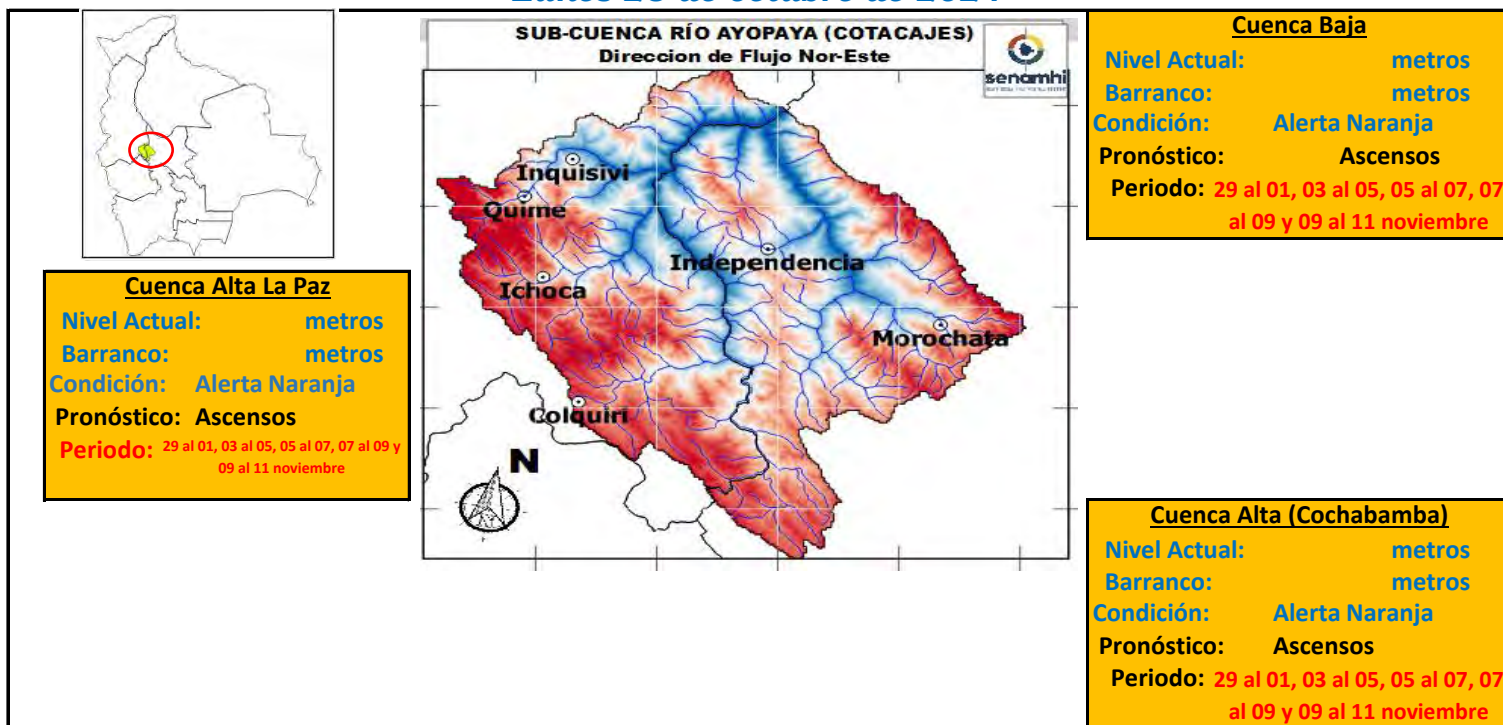 SUB-CUENCA RÍO AYOPAYA (COTACAJES)
Direccion de Flujo Nor-Este
senamhi
Inquisivi
Quime
Independencia
Ichoca
Morochata
Colquiri
N
Cuenca Baja
Nivel Actual: metros
Barranco: metros
Condición: Alerta Naranja
Pronóstico: Ascensos
Periodo: 29 al 01, 03 al 05, 05 al 07, 07
al 09 y 09 al 11 noviembre
Cuenca Alta La Paz
Nivel Actual: metros
Barranco: metros
Condición: Alerta Naranja
Pronóstico: Ascensos
Periodo: 29 al 01, 03 al 05, 05 al 07, 07 al 09 y
09 al 11 noviembre
Cuenca Alta (Cochabamba)
Nivel Actual: metros
Barranco: metros
Condición: Alerta Naranja
Pronóstico: Ascensos
Periodo: 29 al 01, 03 al 05, 05 al 07, 07
al 09 y 09 al 11 noviembre